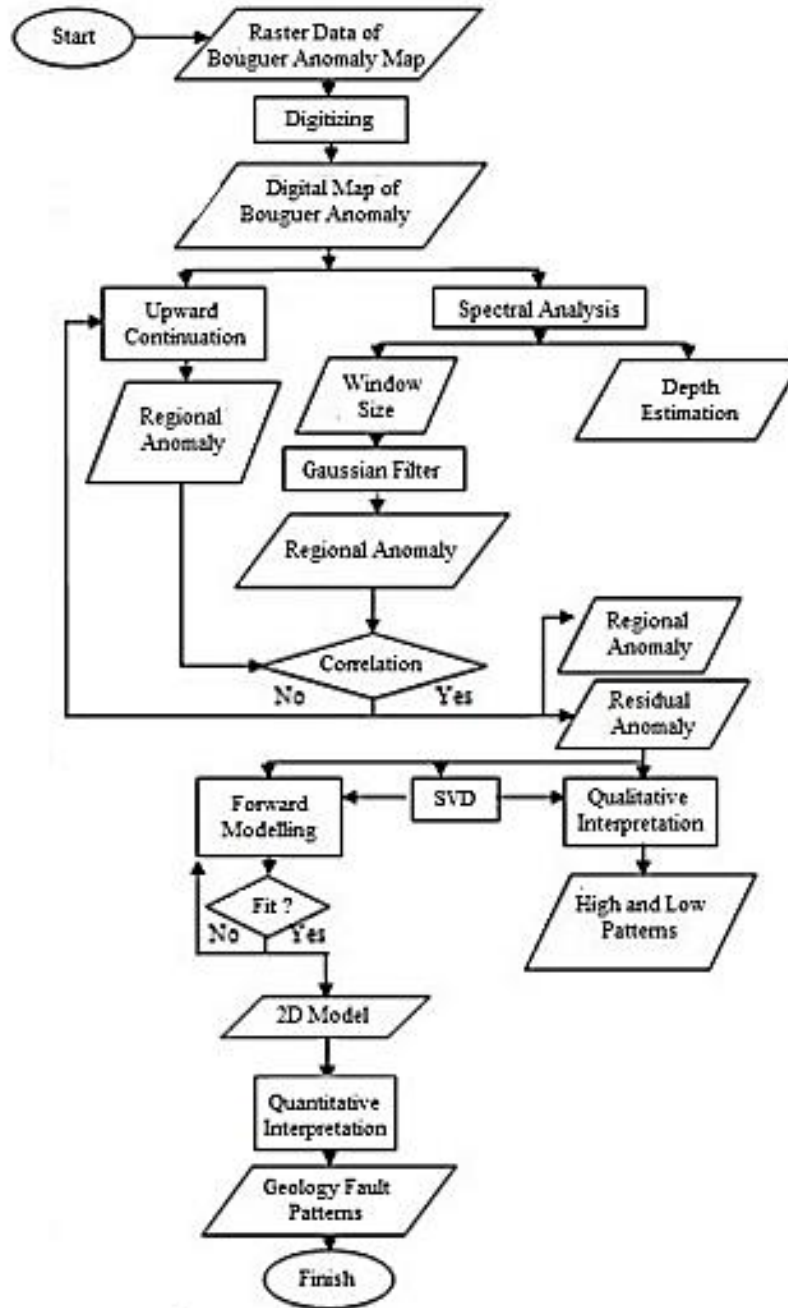 Start
Raster Data of
Bouguer Anomaly Map
Digitizing
Digital Map of
Bouguer Anomaly
Upward
Continuation
Spectral Analysis
Window
Size
Depth
Estimation
Regional
Anomaly
Gaussian Filter
Regional Anomaly
Correlation
No
Yes
Regional
Anomaly
Residual
Anomaly
Forward
Modelling
SVD
Qualitative
Interpretation
Fit ?
No
Yes
High and Low
Patterns
2D Model
Quantitative
Interpretation
Geology Fault
Patterns
Finish